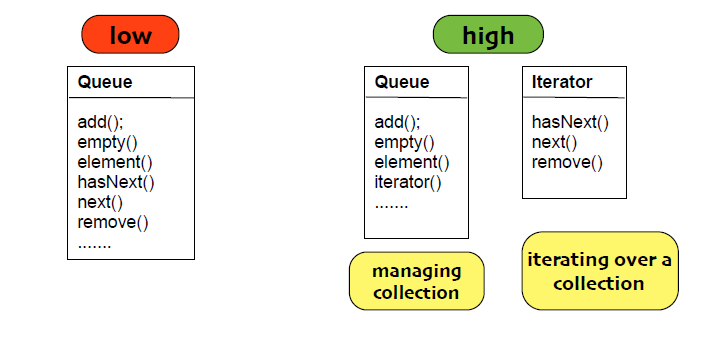 low
Queue
add();
empty()
element()
hasNext()
next()
remove()
.......
high
Queue
add();
empty()
element()
iterator()
.......
managing
collection
Iterator
hasNext()
next()
remove()
iterating over a
collection